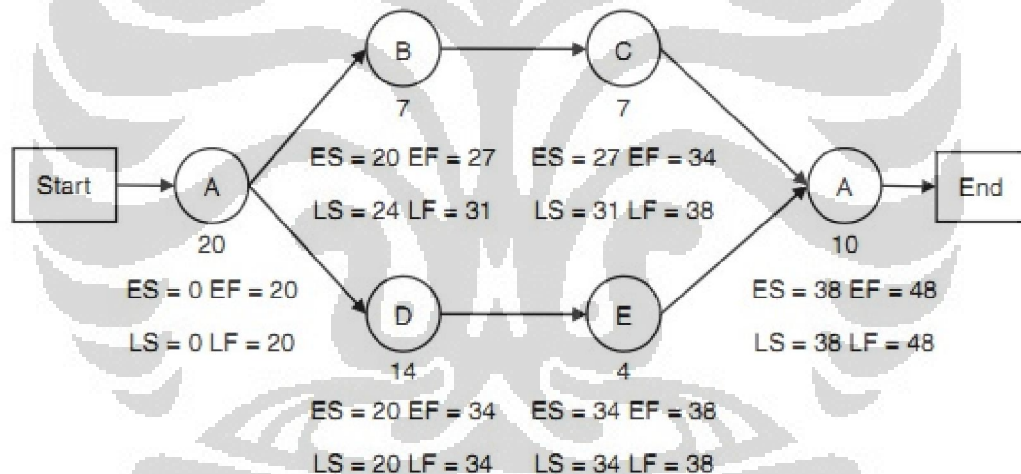 B
C
7
7
ES = 20 EF = 27
ES = 27 EF = 34
Start
A
A
End
LS = 24 LF = 31
LS = 31 LF = 38
20
10
ES = 0 EF = 20
D
E
ES = 38 EF = 48
LS = 0 LF = 20
LS = 38 LF = 48
14
4
ES = 20 EF = 34
ES = 34 EF = 38
LS = 20 LF = 34
LS = 34 LF = 38